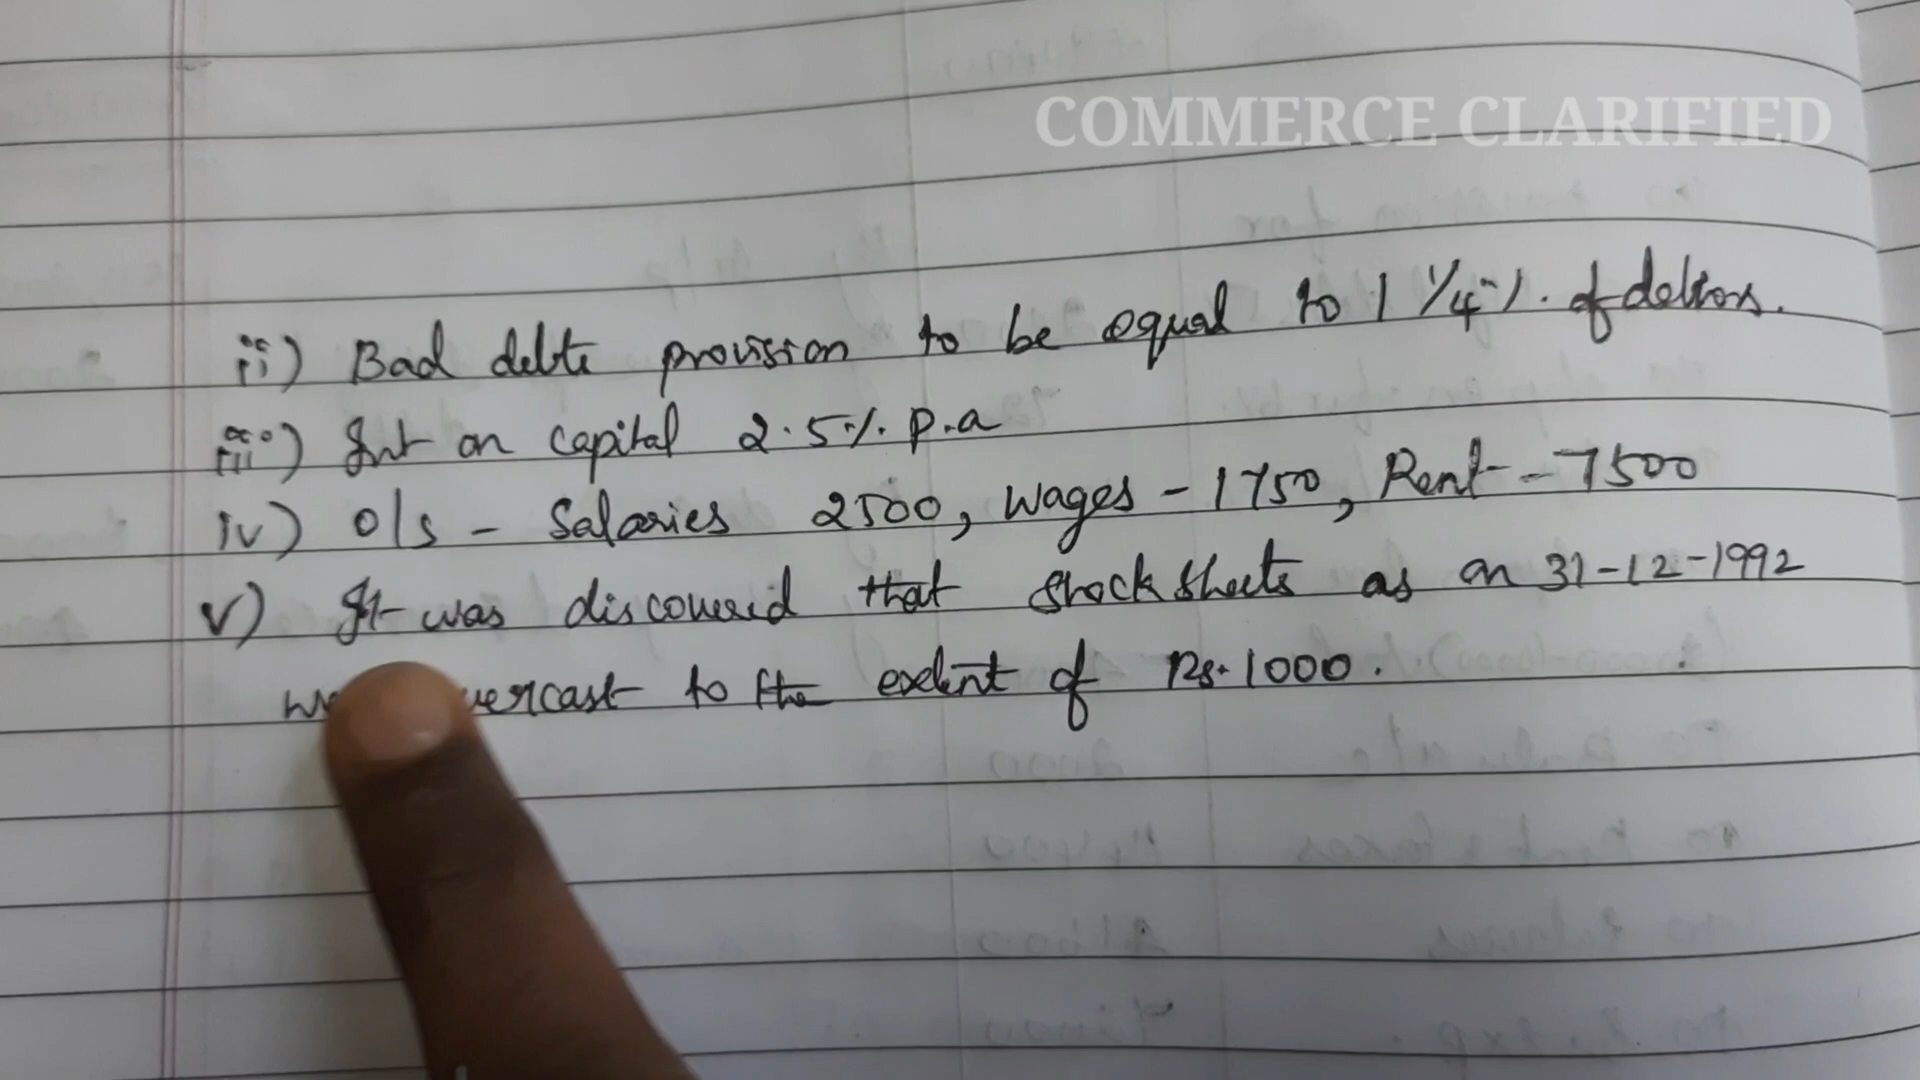 COMMERCE CLARIFIED
ii) Bad debts provision to be equal to 1 1/4 %. of debtors.
iii) Int on capital 2.5%. p.a
iv) O/S - Salaries 2500, Wages - 1750, Rent - 7500
v) It was discovered that Stock sheets as on 31-12-1992
to the extent of Rs. 1000.